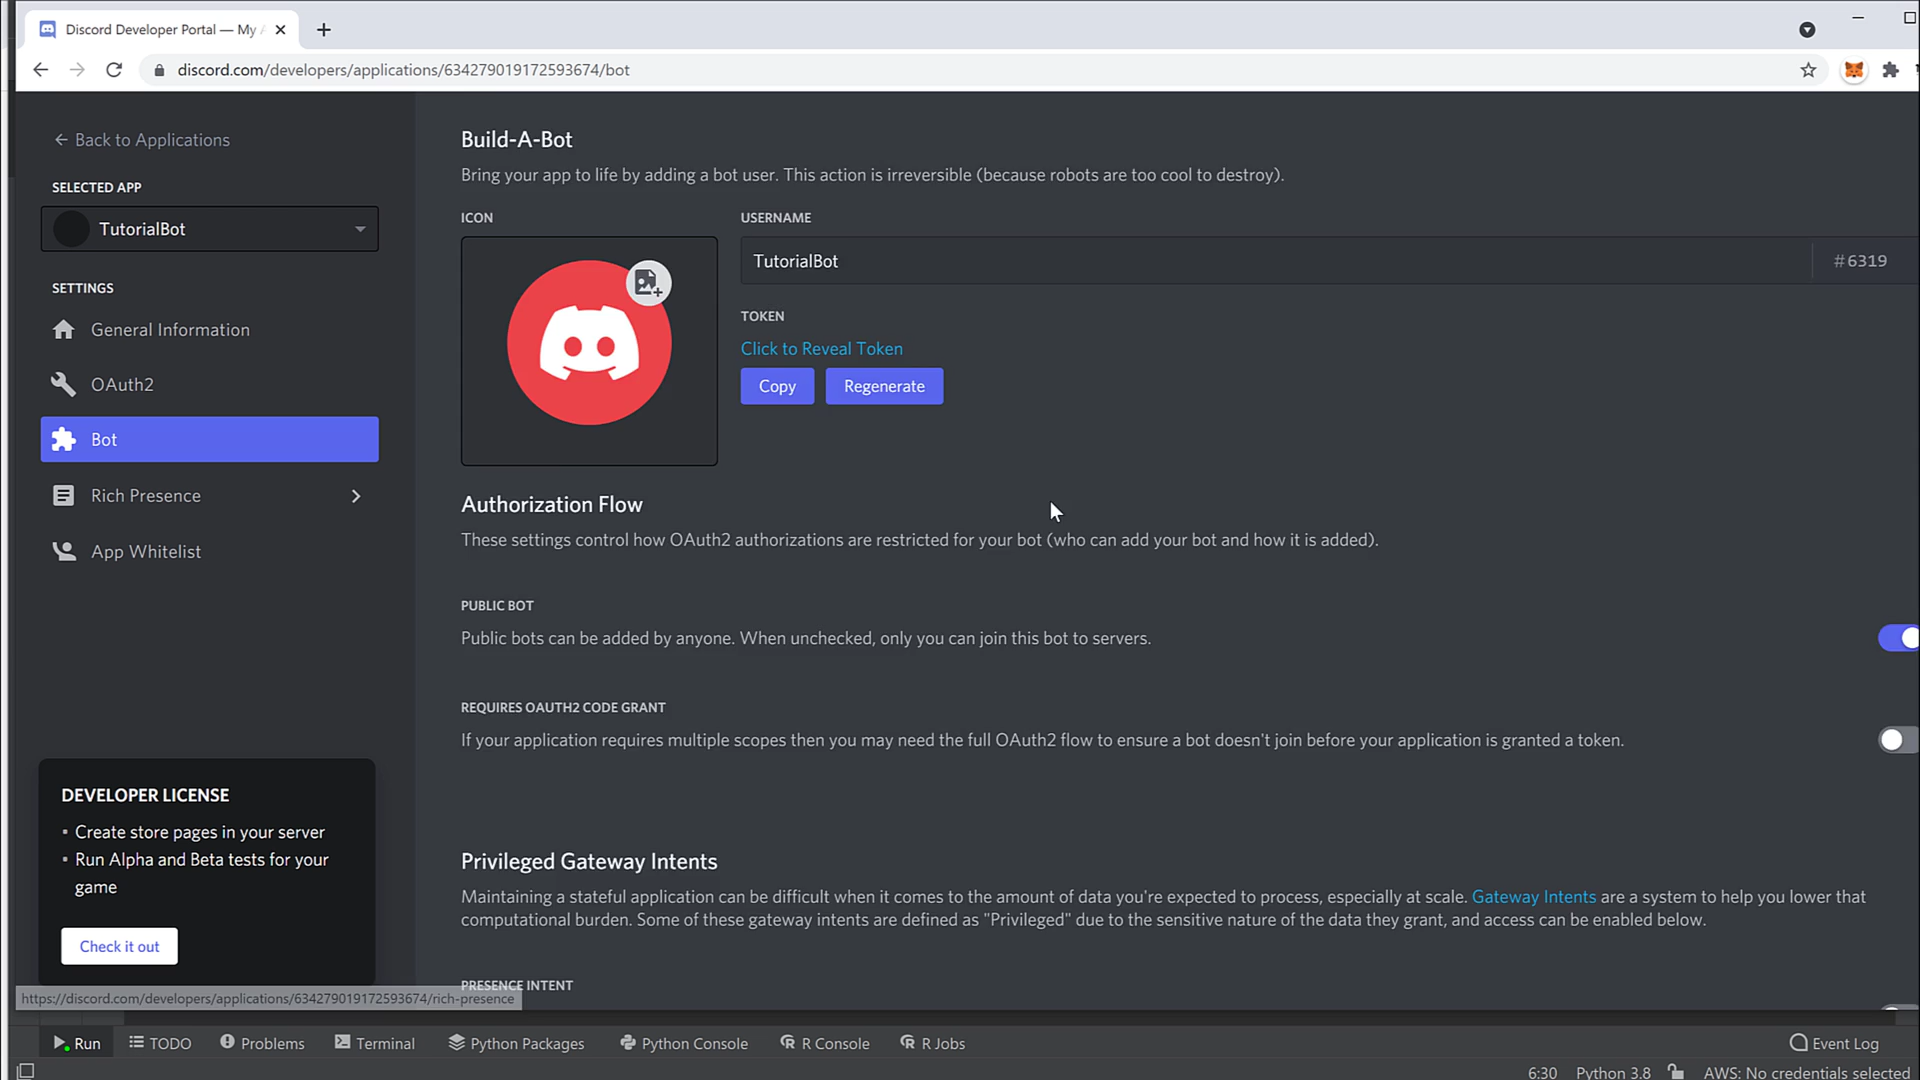 Discord Developer Portal — My
discord.com/developers/applications/634279019172593674/bot
← Back to Applications
SELECTED APP
TutorialBot
SETTINGS
General Information
OAuth2
Bot
Rich Presence
App Whitelist
DEVELOPER LICENSE
• Create store pages in your server
• Run Alpha and Beta tests for your
game
Check it out
https://discord.com/developers/applications/634279019172593674/rich-presence
Build-A-Bot
Bring your app to life by adding a bot user. This action is irreversible (because robots are too cool to destroy).
ICON
USERNAME
TutorialBot
#6319
TOKEN
Click to Reveal Token
Copy
Regenerate
Authorization Flow
These settings control how OAuth2 authorizations are restricted for your bot (who can add your bot and how it is added).
PUBLIC BOT
Public bots can be added by anyone. When unchecked, only you can join this bot to servers.
REQUIRES OAUTH2 CODE GRANT
If your application requires multiple scopes then you may need the full OAuth2 flow to ensure a bot doesn't join before your application is granted a token.
Privileged Gateway Intents
Maintaining a stateful application can be difficult when it comes to the amount of data you're expected to process, especially at scale. Gateway Intents are a system to help you lower that
computational burden. Some of these gateway intents are defined as "Privileged" due to the sensitive nature of the data they grant, and access can be enabled below.
PRESENCE INTENT
Run
TODO
Problems
Terminal
Python Packages
Python Console
R Console
R Jobs
Event Log
6:30
Python 3.8
AWS: No credentials selected